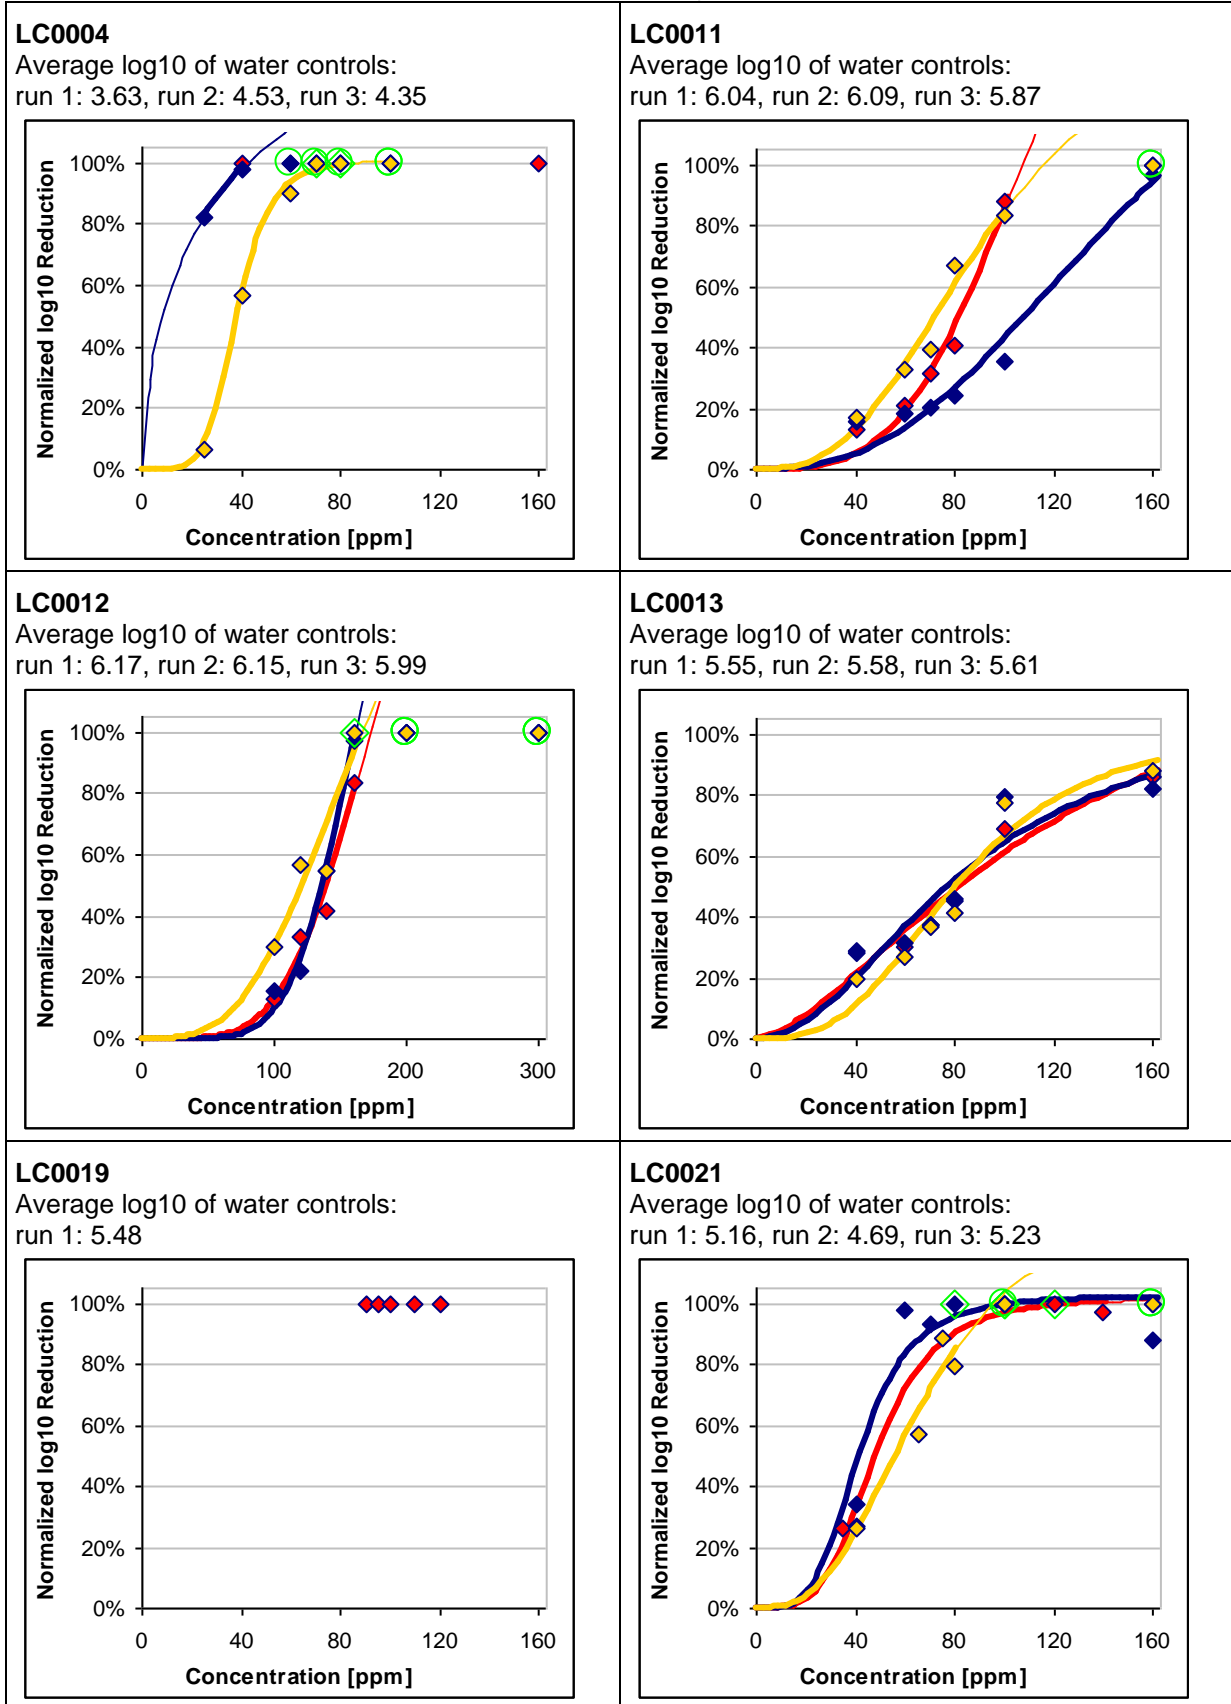 LC0004
Average log10 of water controls:
run 1: 3.63, run 2: 4.53, run 3: 4.35
Normalized log10 Reduction
100%
80%
60%
40%
20%
0%
0 40 80 120 160
Concentration [ppm]
LC0011
Average log10 of water controls:
run 1: 6.04, run 2: 6.09, run 3: 5.87
Normalized log10 Reduction
100%
80%
60%
40%
20%
0%
0 40 80 120 160
Concentration [ppm]
LC0012
Average log10 of water controls:
run 1: 6.17, run 2: 6.15, run 3: 5.99
Normalized log10 Reduction
100%
80%
60%
40%
20%
0%
0 100 200 300
Concentration [ppm]
LC0013
Average log10 of water controls:
run 1: 5.55, run 2: 5.58, run 3: 5.61
Normalized log10 Reduction
100%
80%
60%
40%
20%
0%
0 40 80 120 160
Concentration [ppm]
LC0019
Average log10 of water controls:
run 1: 5.48
Normalized log10 Reduction
100%
80%
60%
40%
20%
0%
0 40 80 120 160
Concentration [ppm]
LC0021
Average log10 of water controls:
run 1: 5.16, run 2: 4.69, run 3: 5.23
Normalized log10 Reduction
100%
80%
60%
40%
20%
0%
0 40 80 120 160
Concentration [ppm]